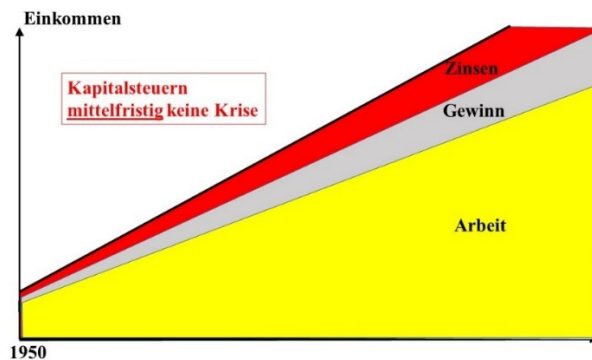 Einkommen
Kapitalsteuern
mittelfristig keine Krise
Zinsen
Gewinn
Arbeit
1950